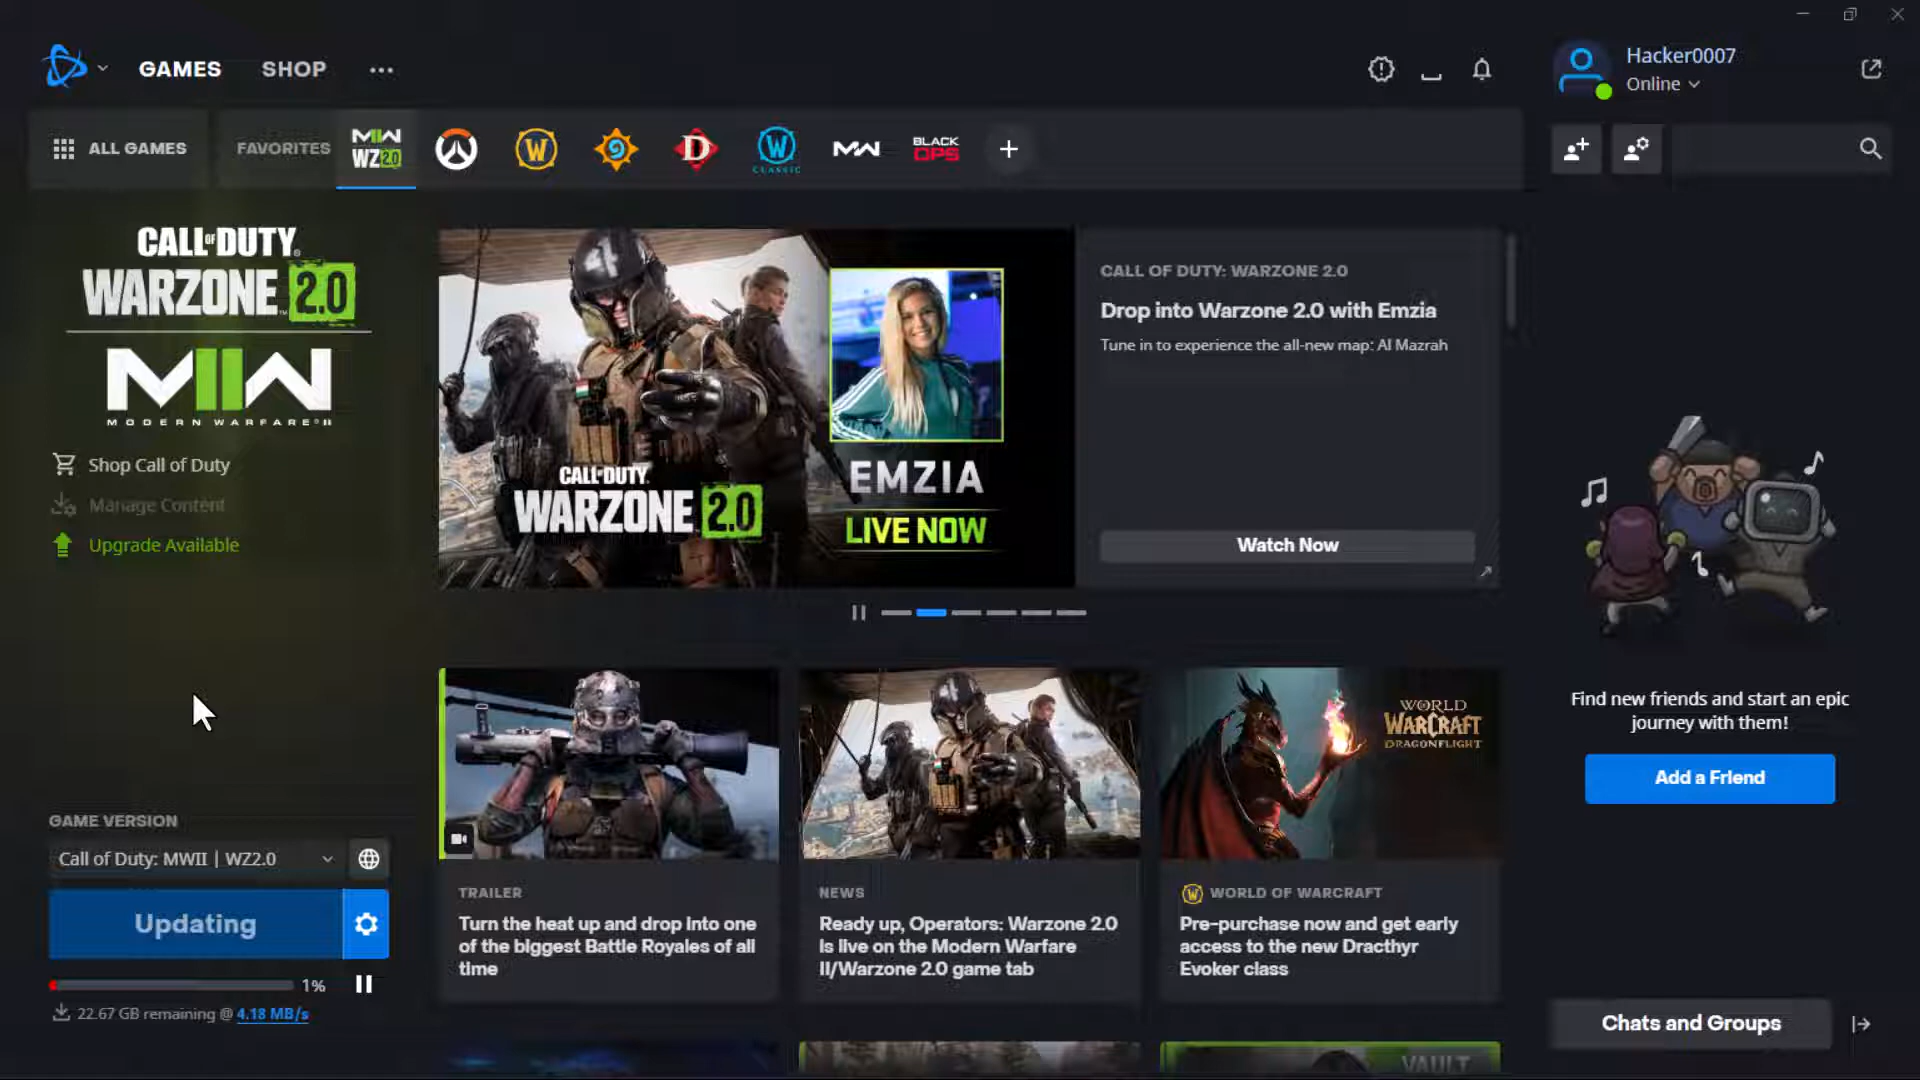 GAMES
SHOP
Hacker0007
Online
ALL GAMES
FAVORITES
MW
WZ 2.0
CLASSIC
MW
BLACK
OPS
CALL OF DUTY
WARZONE 2.0
MW
MODERN WARFARE II
Shop Call of Duty
Manage Content
Upgrade Available
CALL OF DUTY
WARZONE 2.0
EMZIA
LIVE NOW
CALL OF DUTY: WARZONE 2.0
Drop into Warzone 2.0 with Emzia
Tune in to experience the all-new map: Al Mazrah
Watch Now
Find new friends and start an epic
journey with them!
Add a Friend
WORLD
OF
WARCRAFT
DRAGONFLIGHT
TRAILER
Turn the heat up and drop into one
of the biggest Battle Royales of all
time
NEWS
Ready up, Operators: Warzone 2.0
is live on the Modern Warfare
II/Warzone 2.0 game tab
WORLD OF WARCRAFT
Pre-purchase now and get early
access to the new Dracthyr
Evoker class
GAME VERSION
Call of Duty: MWII | WZ2.0
Updating
1%
22.67 GB remaining @ 4.18 MB/s
VAULT
Chats and Groups